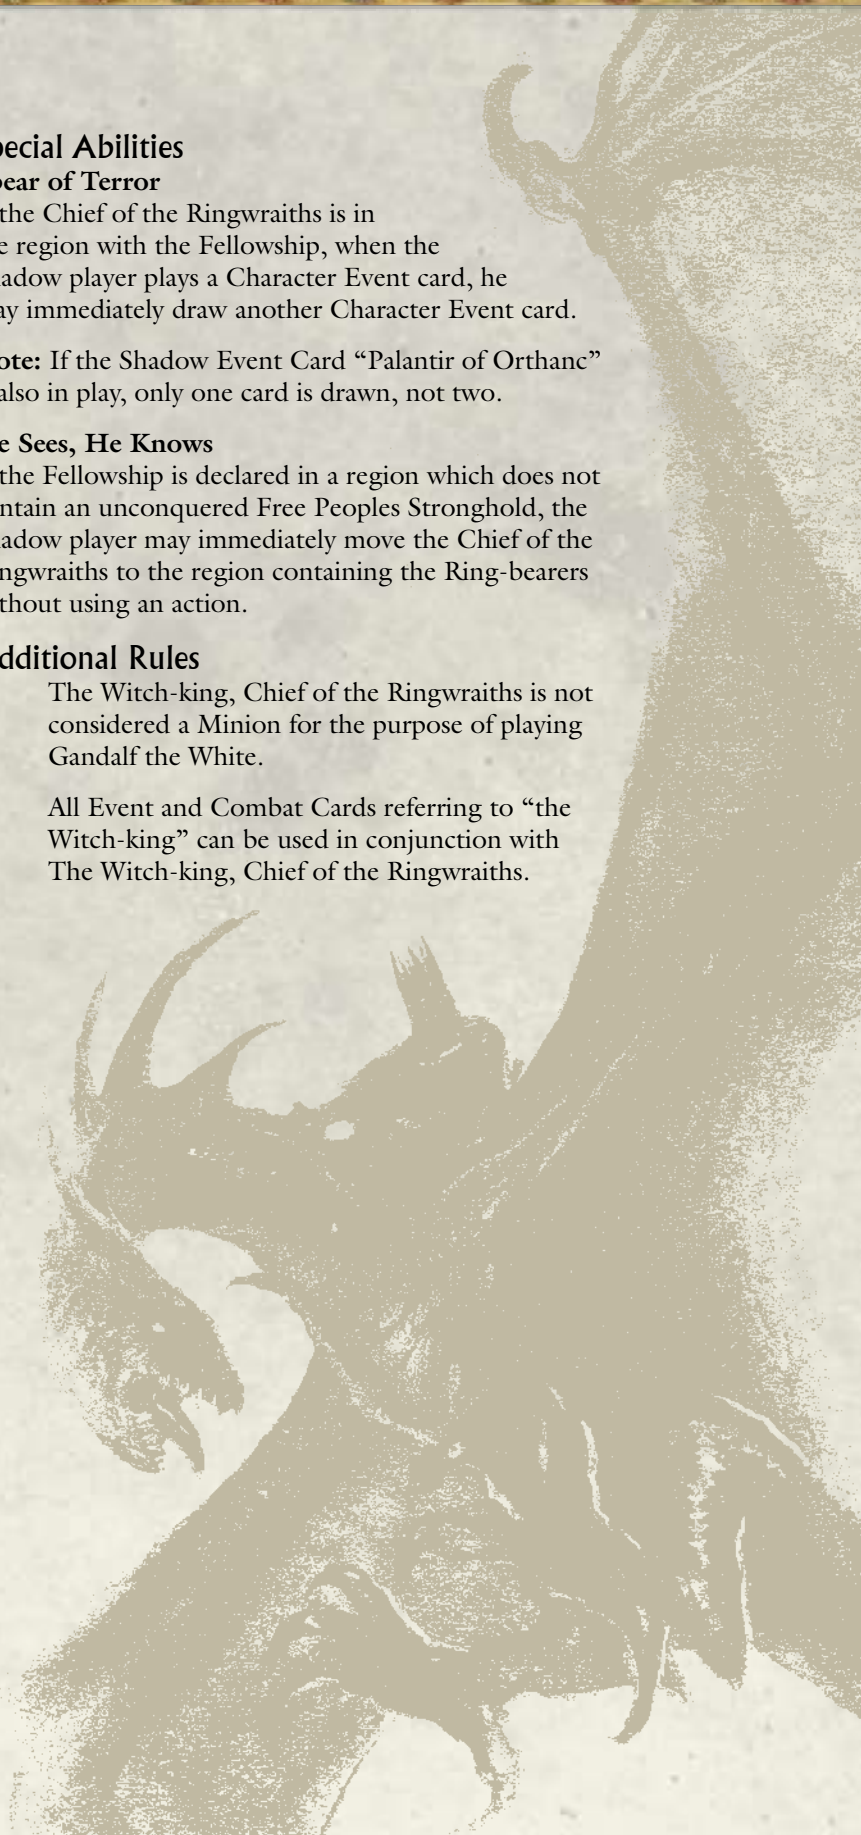 pecial Abilities
pear of Terror
the Chief of the Ringwraiths is in
e region with the Fellowship, when the
adow player plays a Character Event card, he
ay immediately draw another Character Event card.
ote: If the Shadow Event Card “Palantir of Orthanc”
also in play, only one card is drawn, not two.
e Sees, He Knows
the Fellowship is declared in a region which does not
ntain an unconquered Free Peoples Stronghold, the
adow player may immediately move the Chief of the
ngwraiths to the region containing the Ring-bearers
thout using an action.
dditional Rules
The Witch-king, Chief of the Ringwraiths is not
considered a Minion for the purpose of playing
Gandalf the White.
All Event and Combat Cards referring to “the
Witch-king” can be used in conjunction with
The Witch-king, Chief of the Ringwraiths.